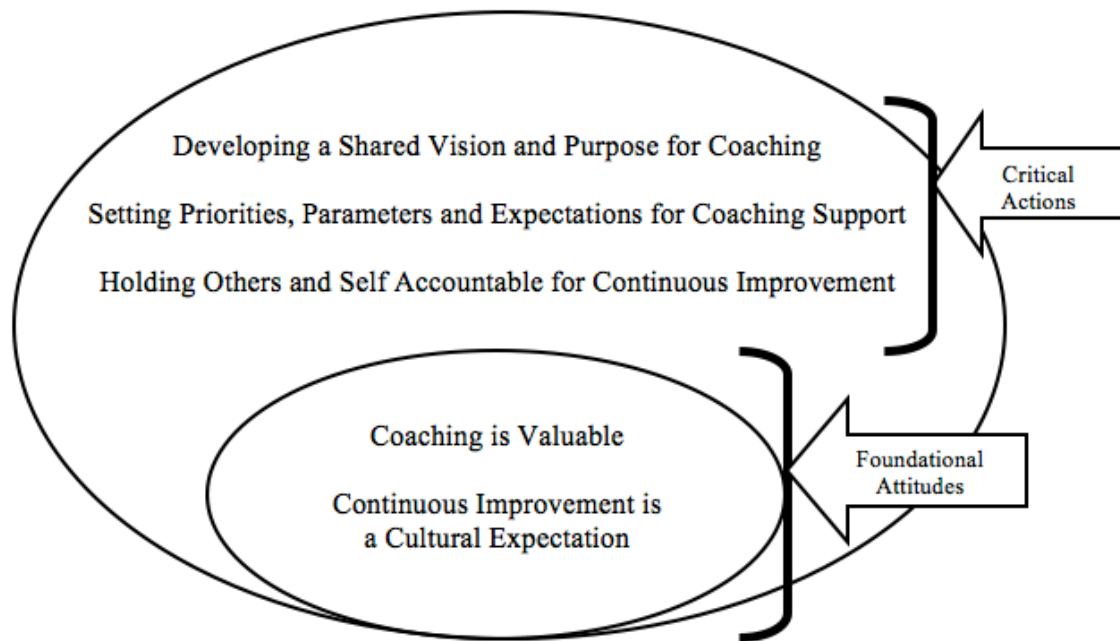 Developing a Shared Vision and Purpose for Coaching
Critical
Actions
Setting Priorities, Parameters and Expectations for Coaching Support
Holding Others and Self Accountable for Continuous Improvement
Coaching is Valuable
Foundational
Attitudes
Continuous Improvement is
a Cultural Expectation